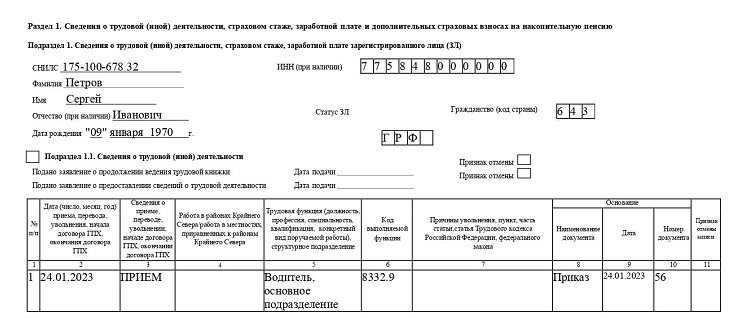 Раздел 1. Сведения о трудовой (иной) деятельности, страховом стаже, заработной плате и дополнительных страховых взносах на накопительную пенсию
Подраздел 1. Сведения о трудовой (иной) деятельности, страховом стаже, заработной плате зарегистрированного лица (ЗЛ)
СНИЛС 175-100-678 32
ИНН (при наличии) 7 7 5 8 4 8 0 0 0 0 0 0
Фамилия Петров
Имя Сергей
Отчество (при наличии) Иванович
Статус ЗЛ
Гражданство (код страны) 6 4 3
Дата рождения "09" января 1970 г.
Г Р Ф
Подраздел 1.1. Сведения о трудовой (иной) деятельности
Признак отмены
Подано заявление о продолжении ведения трудовой книжки Дата подачи
Признак отмены
Подано заявление о предоставлении сведений о трудовой деятельности Дата подачи
№ п/п
Дата (число, месяц, год)
приема, перевода,
увольнения, начала
договора ГПХ,
окончания договора
ГПХ
Сведения о
приеме,
переводе,
увольнении,
начале договора
ГПХ, окончании
договора ГПХ
Работа в районах Крайнего
Севера/работа в местностях,
приравненных к районам
Крайнего Севера
Трудовая функция (должность,
профессия, специальность,
квалификация, конкретный
вид поручаемой работы),
структурное подразделение
Код
выполняемой
функции
Причины увольнения, пункт, часть
статьи,статья Трудового кодекса
Российской Федерации, федерального
закона
Основание
Наименование
документа
Дата
Номер
документа
Признак
отмены
записи
1 2 3 4 5 6 7 8 9 10 11
1 24.01.2023 ПРИЕМ Водитель,
основное
подразделение
8332.9 Приказ 24.01.2023 56